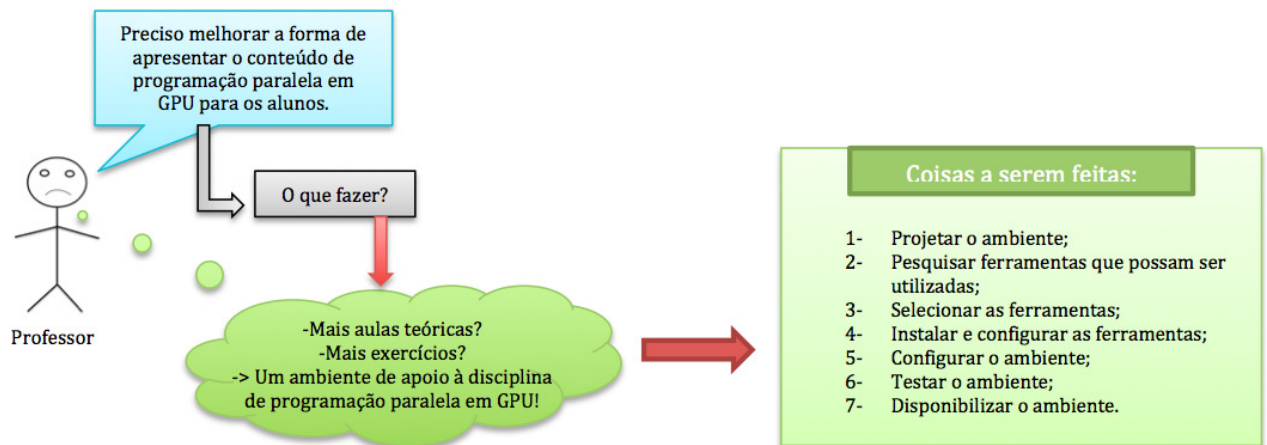 Preciso melhorar a forma de
apresentar o conteúdo de
programação paralela em
GPU para os alunos.
O que fazer?
Professor
-Mais aulas teóricas?
-Mais exercícios?
-> Um ambiente de apoio à disciplina
de programação paralela em GPU!
Coisas a serem feitas:
1- Projetar o ambiente;
2- Pesquisar ferramentas que possam ser
utilizadas;
3- Selecionar as ferramentas;
4- Instalar e configurar as ferramentas;
5- Configurar o ambiente;
6- Testar o ambiente;
7- Disponibilizar o ambiente.